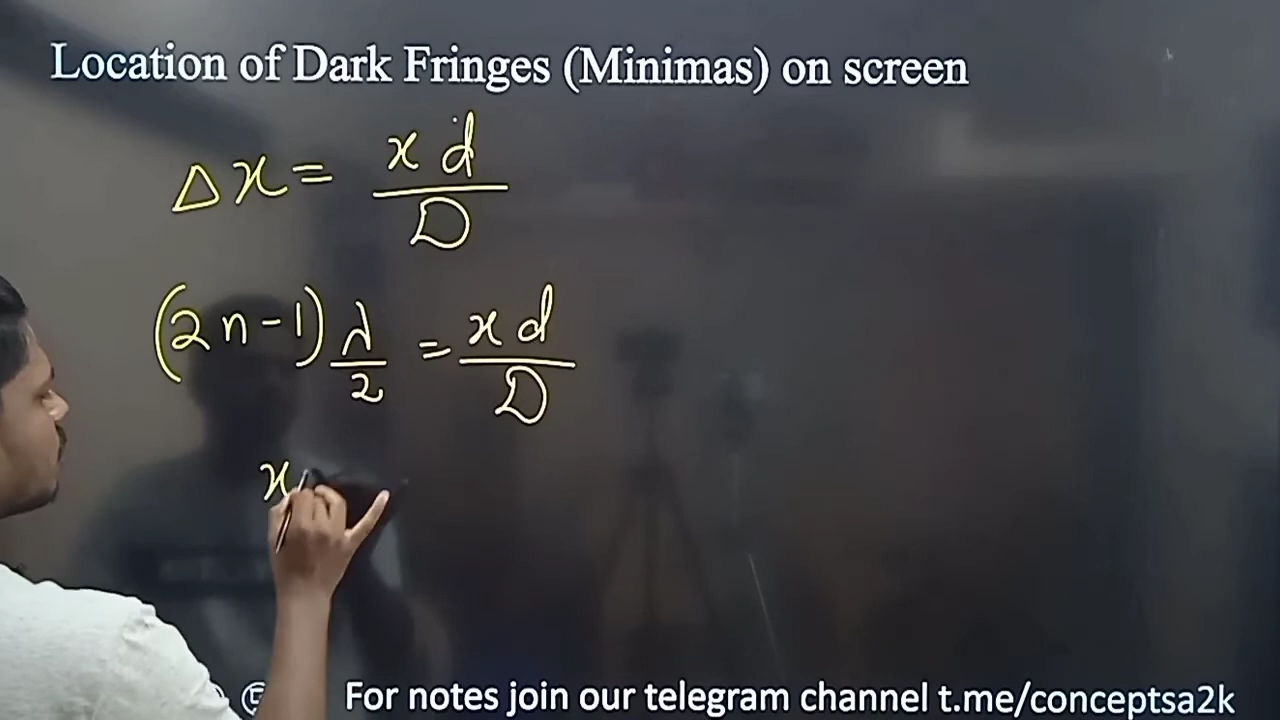 Location of Dark Fringes (Minimas) on screen
Δx = xd/D
(2n-1) λ/2 = xd/D
x
For notes join our telegram channel t.me/conceptsa2k